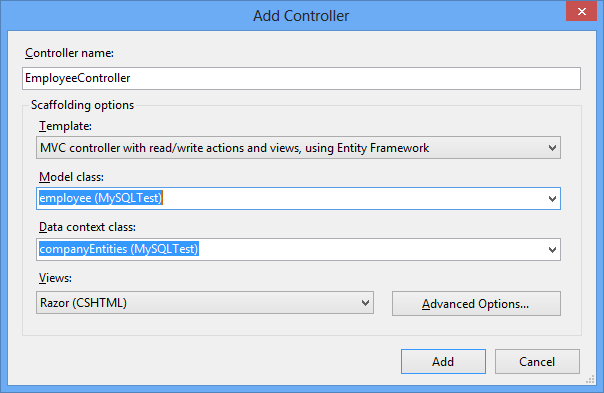 Add Controller
Controller name:
EmployeeController
Scaffolding options
Template:
MVC controller with read/write actions and views, using Entity Framework
Model class:
employee (MySQLTest)
Data context class:
companyEntities (MySQLTest)
Views:
Razor (CSHTML)
Advanced Options...
Add
Cancel